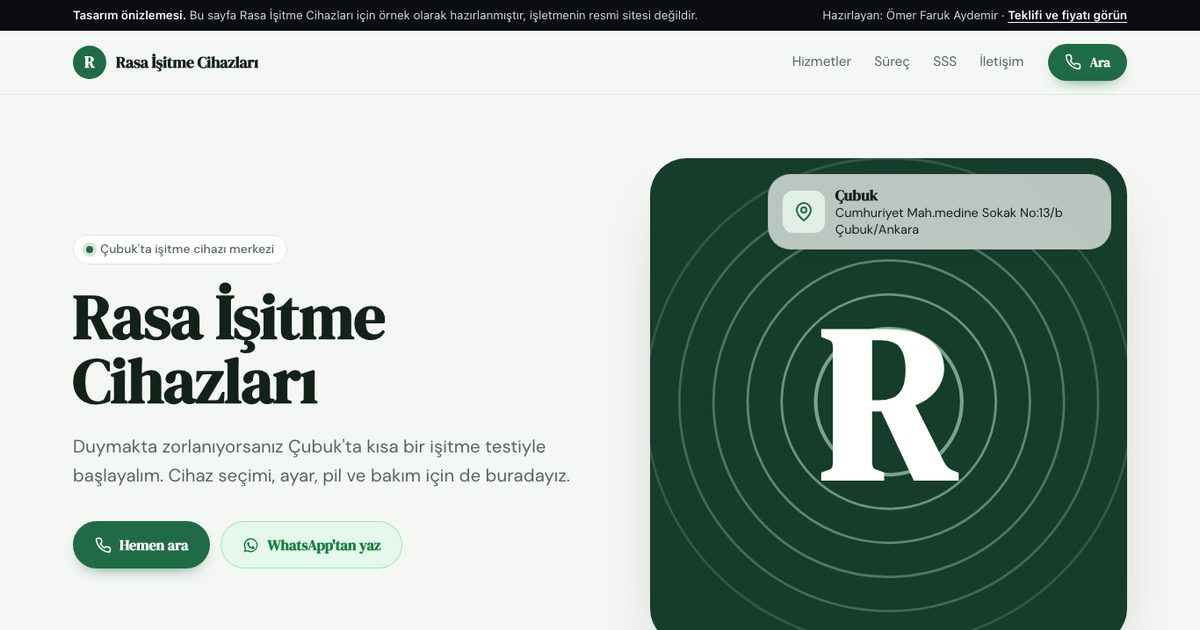 Tasarım önizlemesi. Bu sayfa Rasa İşitme Cihazları için örnek olarak hazırlanmıştır, işletmenin resmi sitesi değildir.
Hazırlayan: Ömer Faruk Aydemir · Teklifi ve fiyatı görün
R
Rasa İşitme Cihazları
Hizmetler
Süreç
SSS
İletişim
Ara
Çubuk'ta işitme cihazı merkezi
Rasa İşitme
Cihazları
Duymakta zorlanıyorsanız Çubuk'ta kısa bir işitme testiyle
başlayalım. Cihaz seçimi, ayar, pil ve bakım için de buradayız.
Hemen ara
WhatsApp'tan yaz
Çubuk
Cumhuriyet Mah.medine Sokak No:13/b
Çubuk/Ankara
R